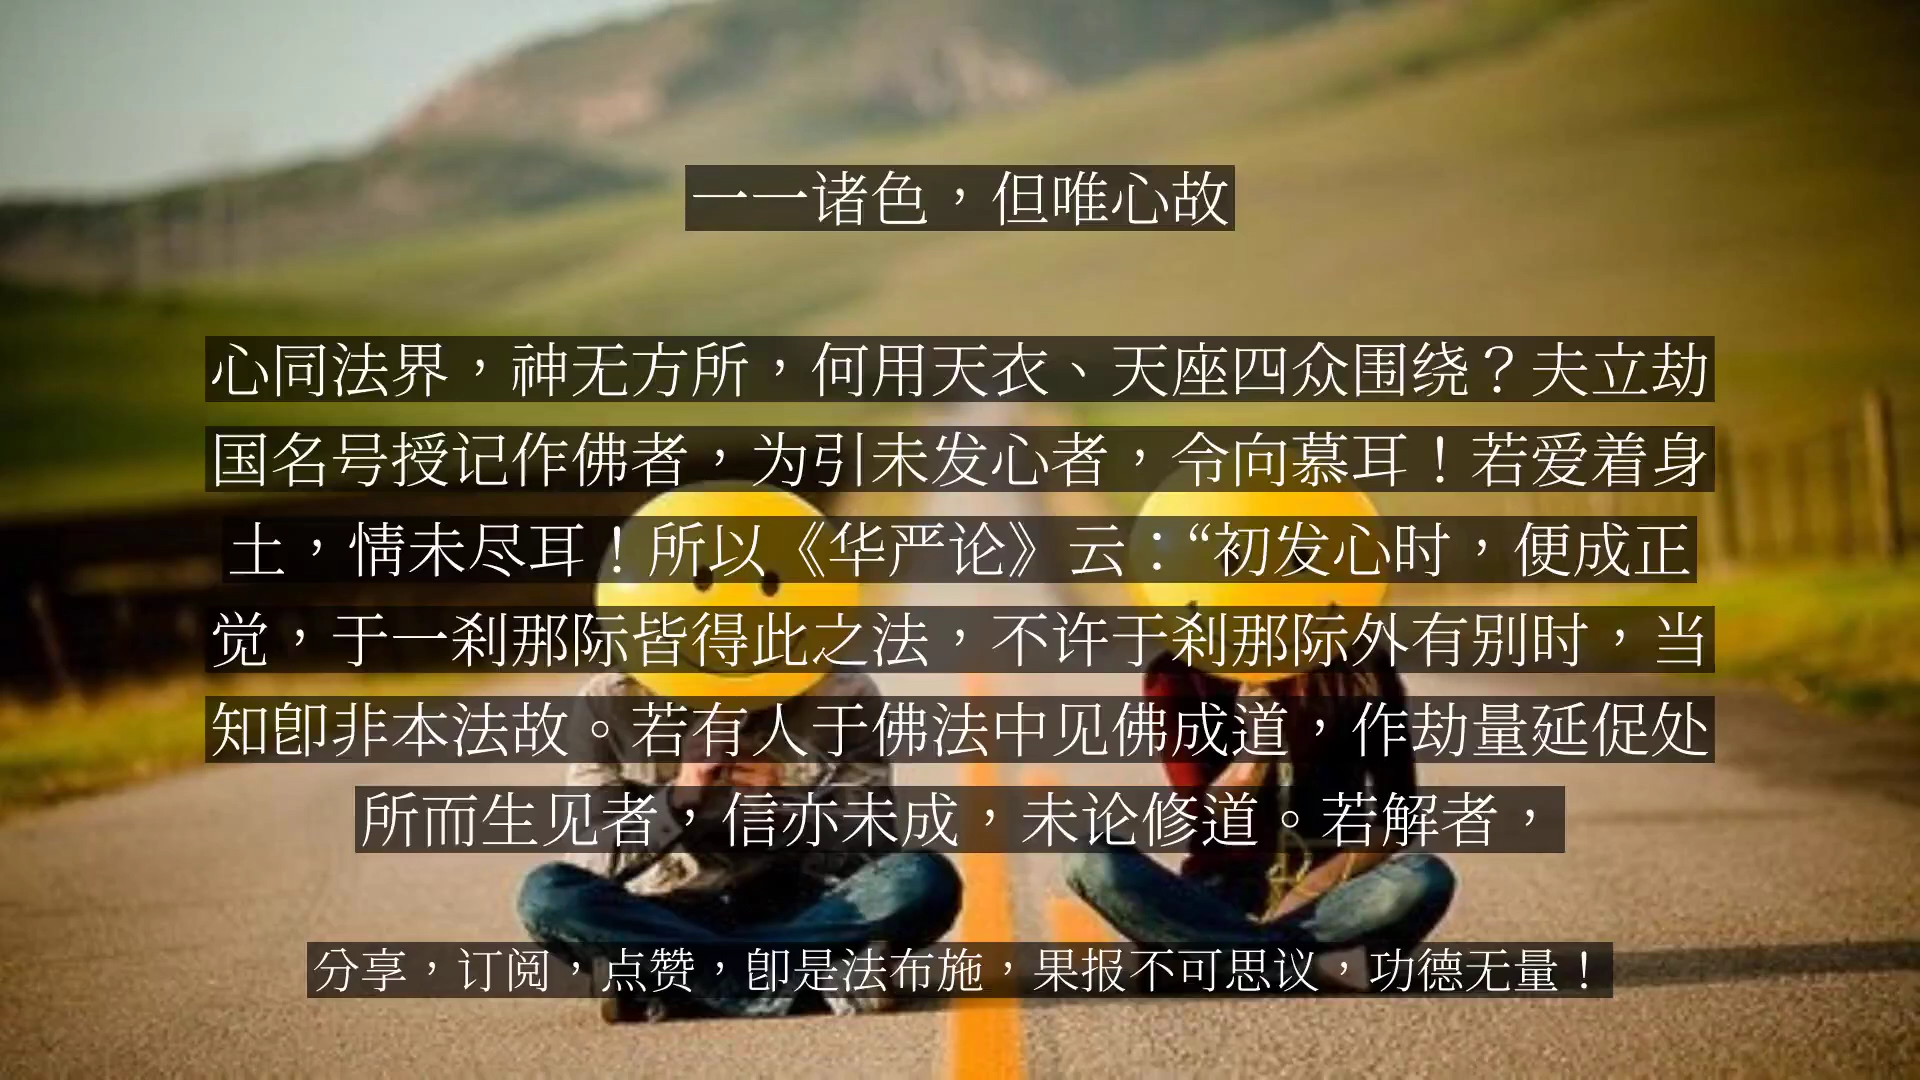 一一诸色，但唯心故
心同法界，神无方所，何用天衣、天座四众围绕？夫立劫
国名号授记作佛者，为引未发心者，令向慕耳！若爱着身
土，情未尽耳！所以《华严论》云：“初发心时，便成正
觉，于一刹那际皆得此之法，不许于刹那际外有别时，当
知卽非本法故。若有人于佛法中见佛成道，作劫量延促处
所而生见者，信亦未成，未论修道。若解者，
分享，订阅，点赞，卽是法布施，果报不可思议，功德无量！